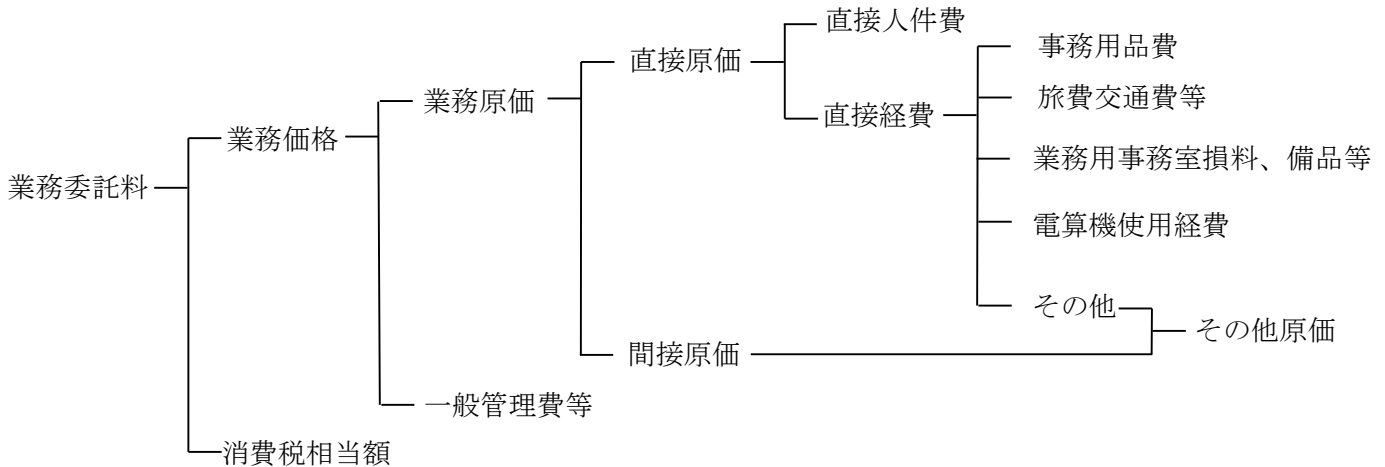 業務委託料
業務価格
消費税相当額
業務原価
一般管理費等
直接原価
間接原価
直接人件費
直接経費
事務用品費
旅費交通費等
業務用事務室損料、備品等
電算機使用経費
その他
その他原価